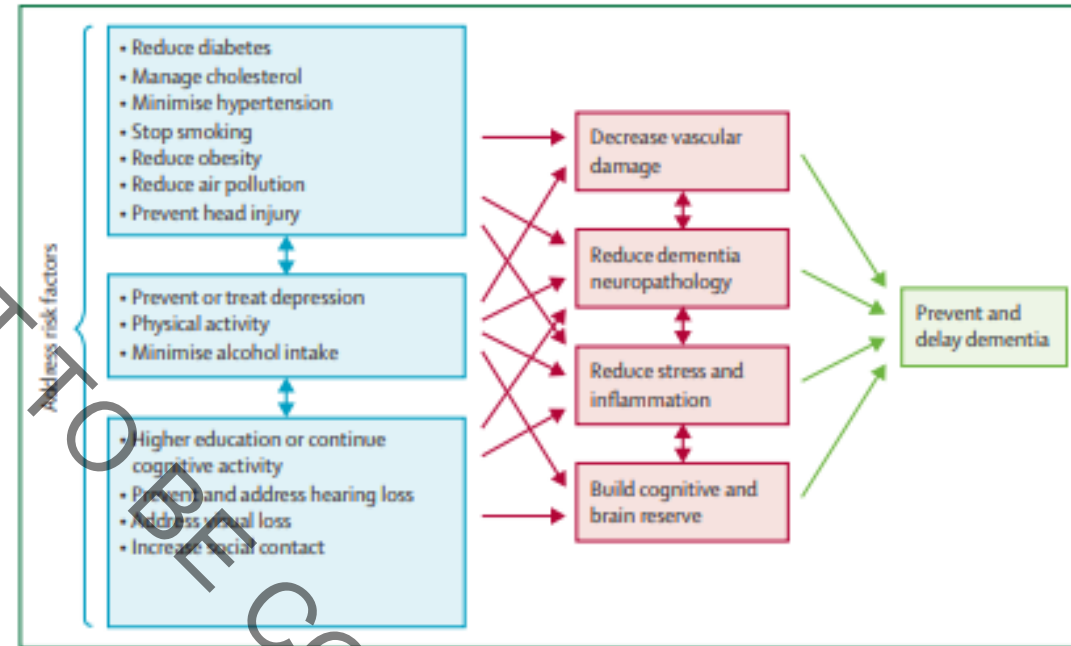 • Reduce diabetes
• Manage cholesterol
• Minimise hypertension
• Stop smoking
• Reduce obesity
• Reduce air pollution
• Prevent head injury
Address risk factors
• Prevent or treat depression
• Physical activity
• Minimise alcohol intake
• Higher education or continue
cognitive activity
• Prevent and address hearing loss
• Address visual loss
• Increase social contact
Decrease vascular
damage
Reduce dementia
neuropathology
Reduce stress and
inflammation
Build cognitive and
brain reserve
Prevent and
delay dementia
TO BE